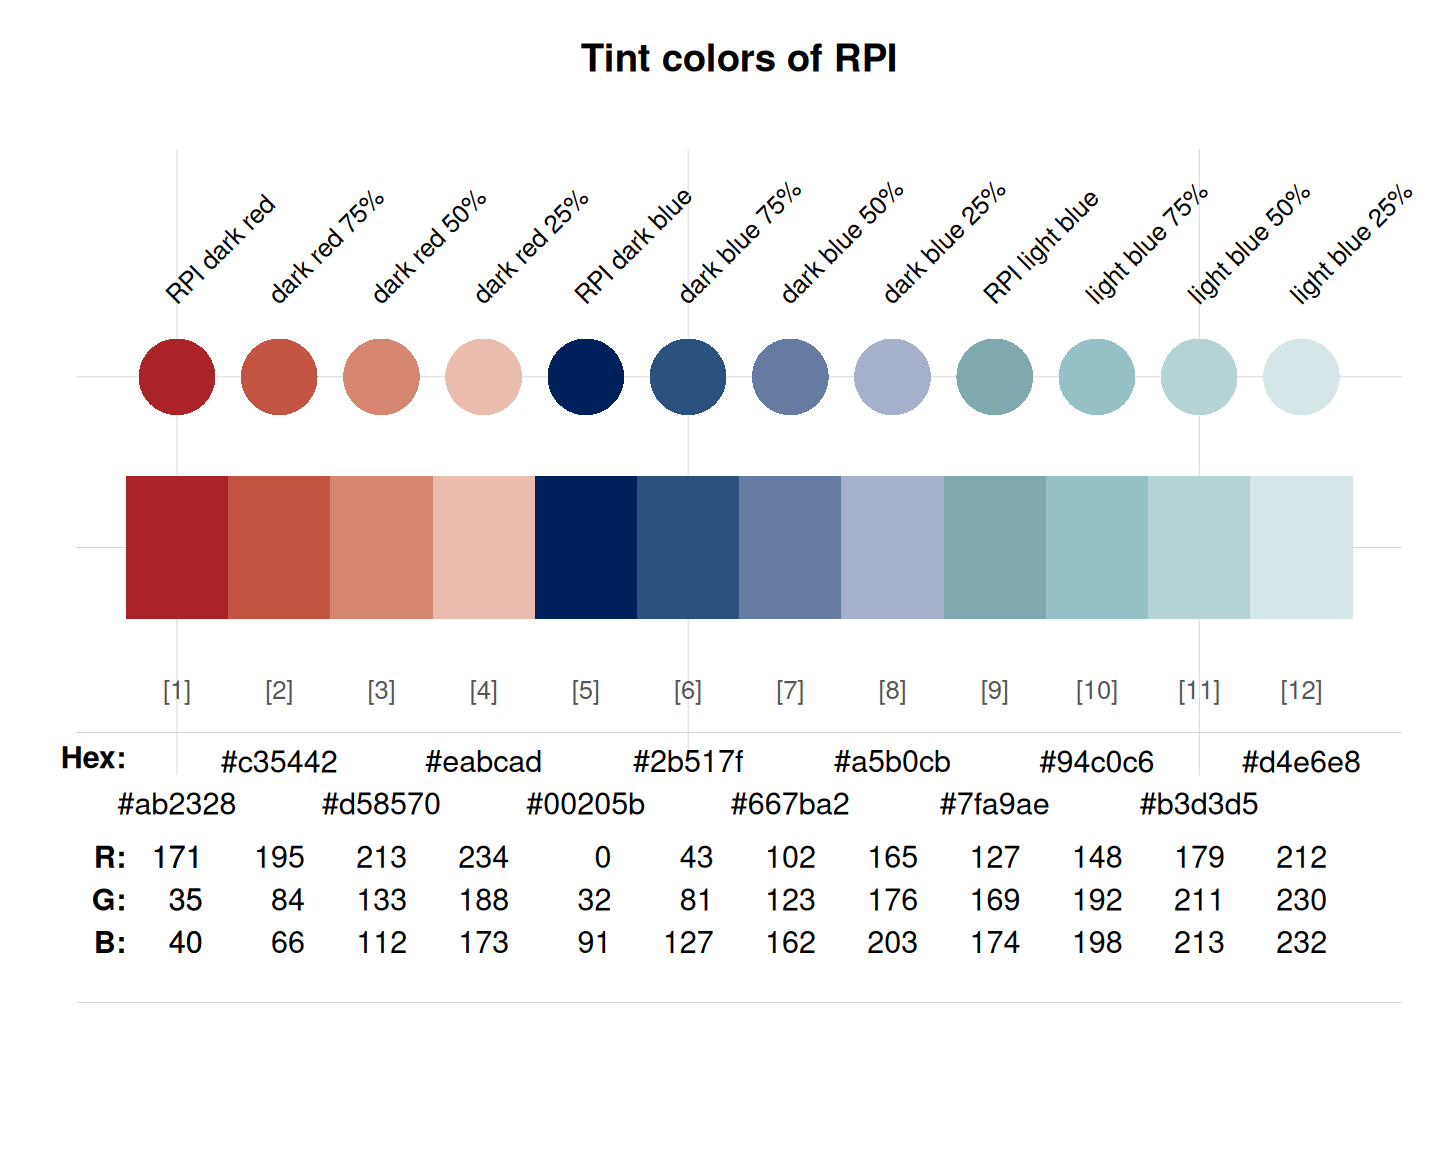 Tint colors of RPI
RPI dark red
dark red 75%
dark red 50%
dark red 25%
RPI dark blue
dark blue 75%
dark blue 50%
dark blue 25%
RPI light blue
light blue 75%
light blue 50%
light blue 25%
[1] [2] [3] [4] [5] [6] [7] [8] [9] [10] [11] [12]
Hex: #c35442 #eabcad #2b517f #a5b0cb #94c0c6 #d4e6e8
#ab2328 #d58570 #00205b #667ba2 #7fa9ae #b3d3d5
R: 171 195 213 234 0 43 102 165 127 148 179 212
G: 35 84 133 188 32 81 123 176 169 192 211 230
B: 40 66 112 173 91 127 162 203 174 198 213 232